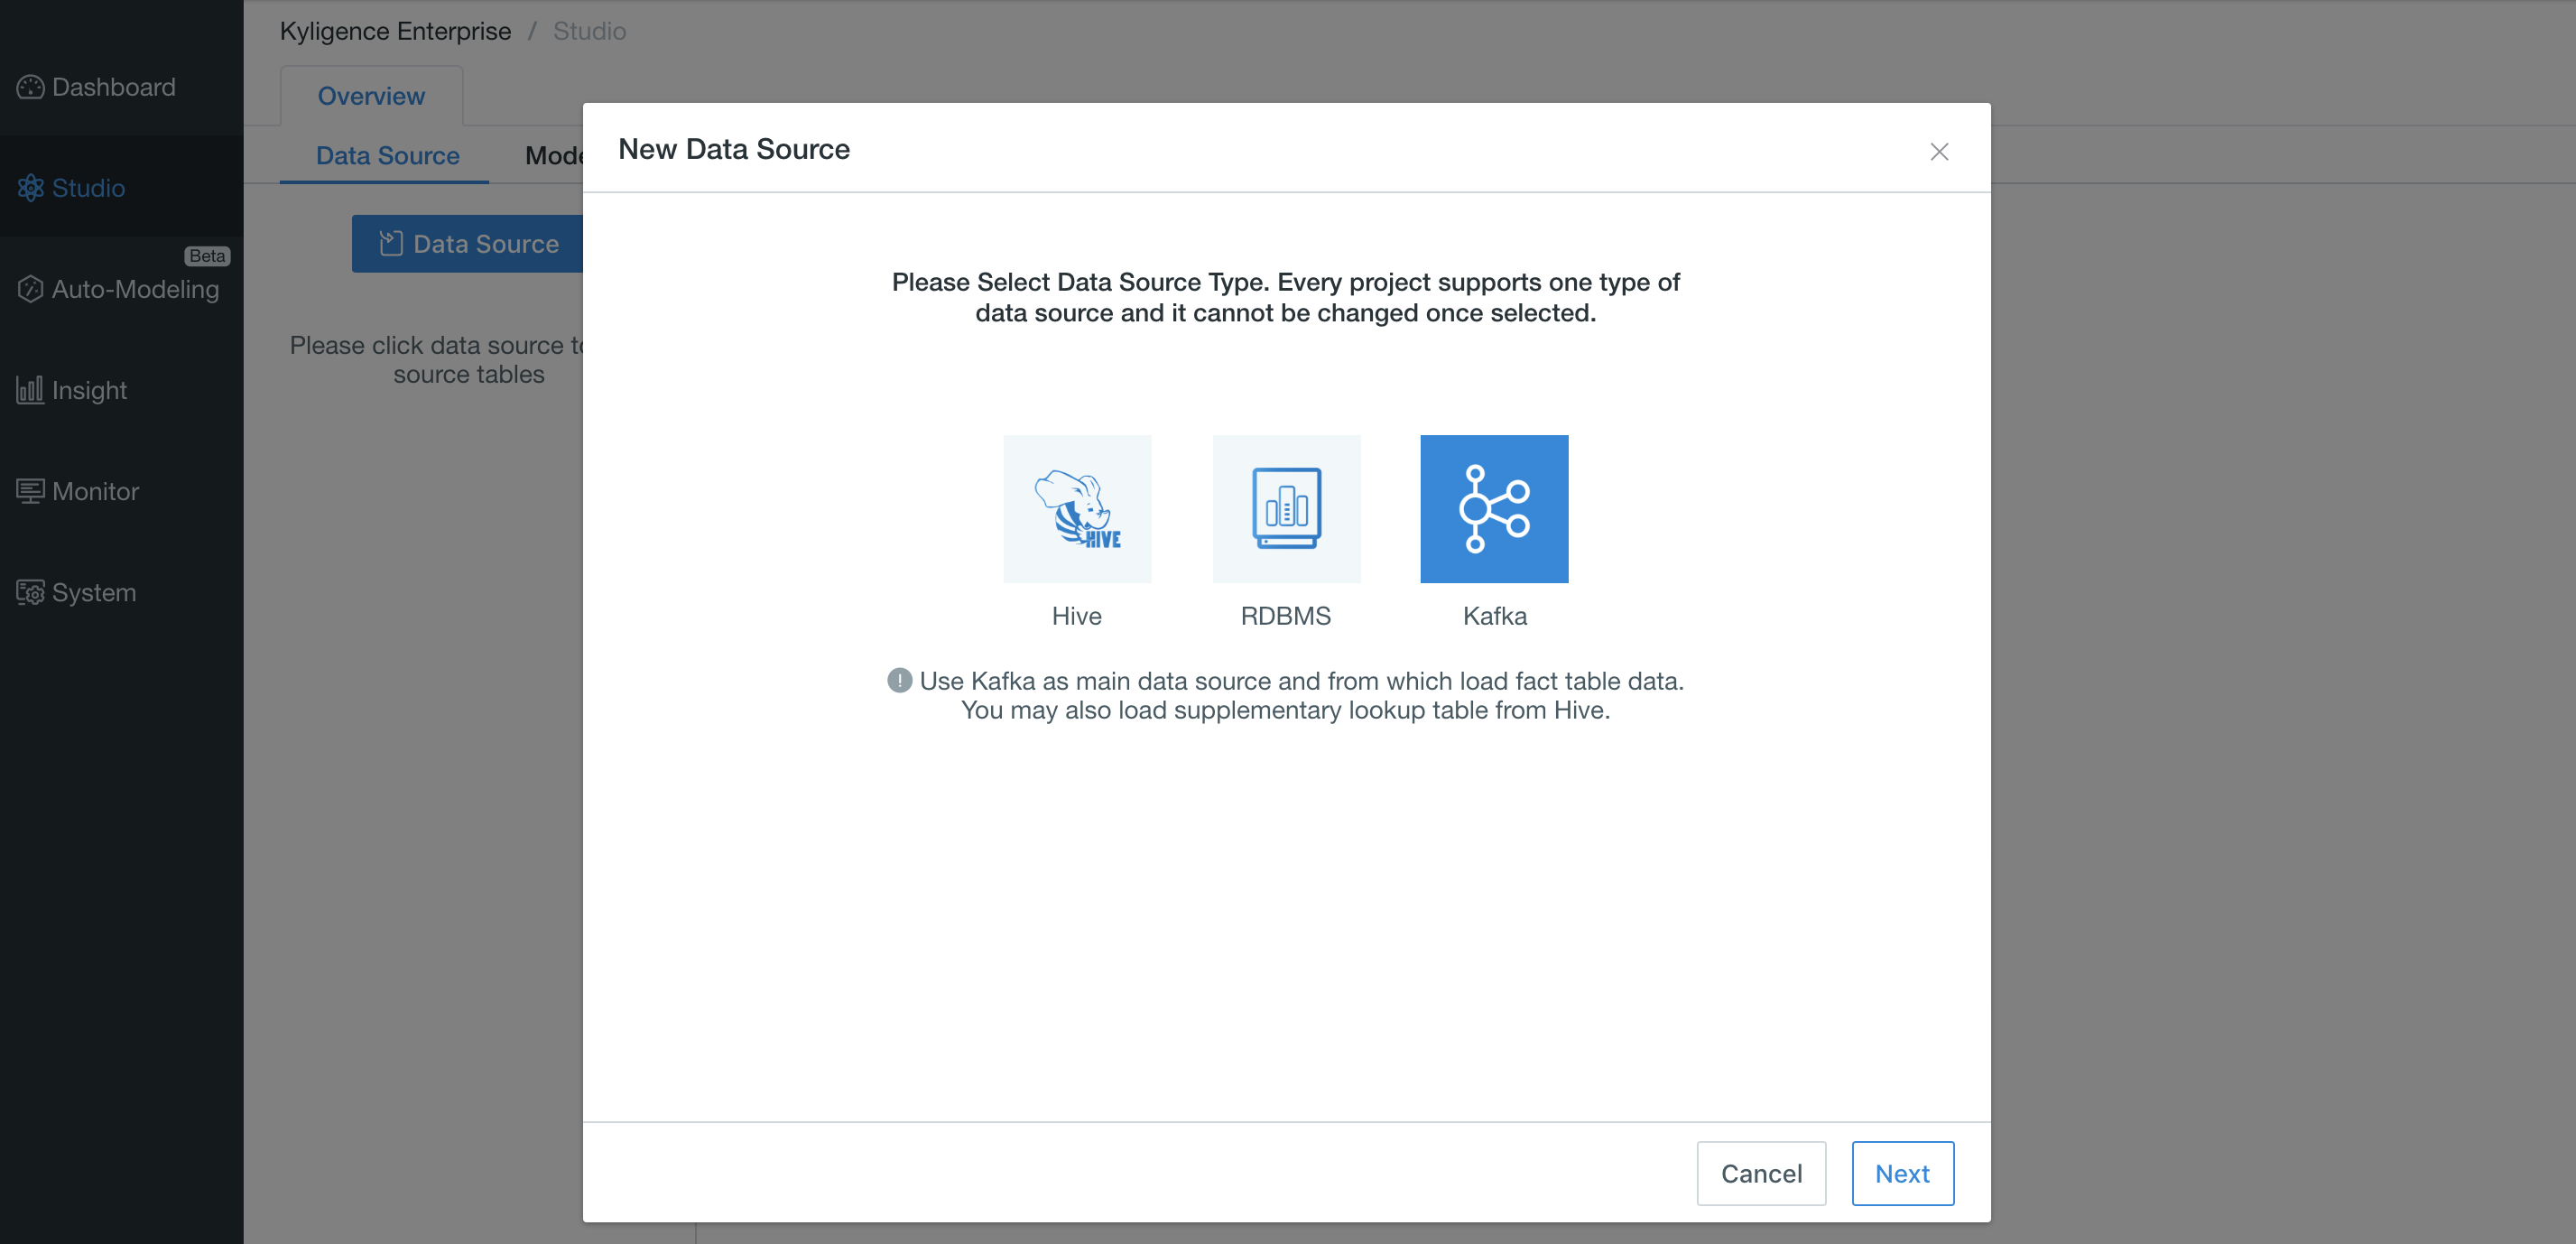 Kyligence Enterprise / Studio
Dashboard
Overview
Data Source
New Data Source
Studio
Data Source
Beta
Auto-Modeling
Please Select Data Source Type. Every project supports one type of
data source and it cannot be changed once selected.
Please click data source
source tables
Insight
HIVE
Monitor
Hive
RDBMS
Kafka
System
Use Kafka as main data source and from which load fact table data.
You may also load supplementary lookup table from Hive.
Cancel
Next